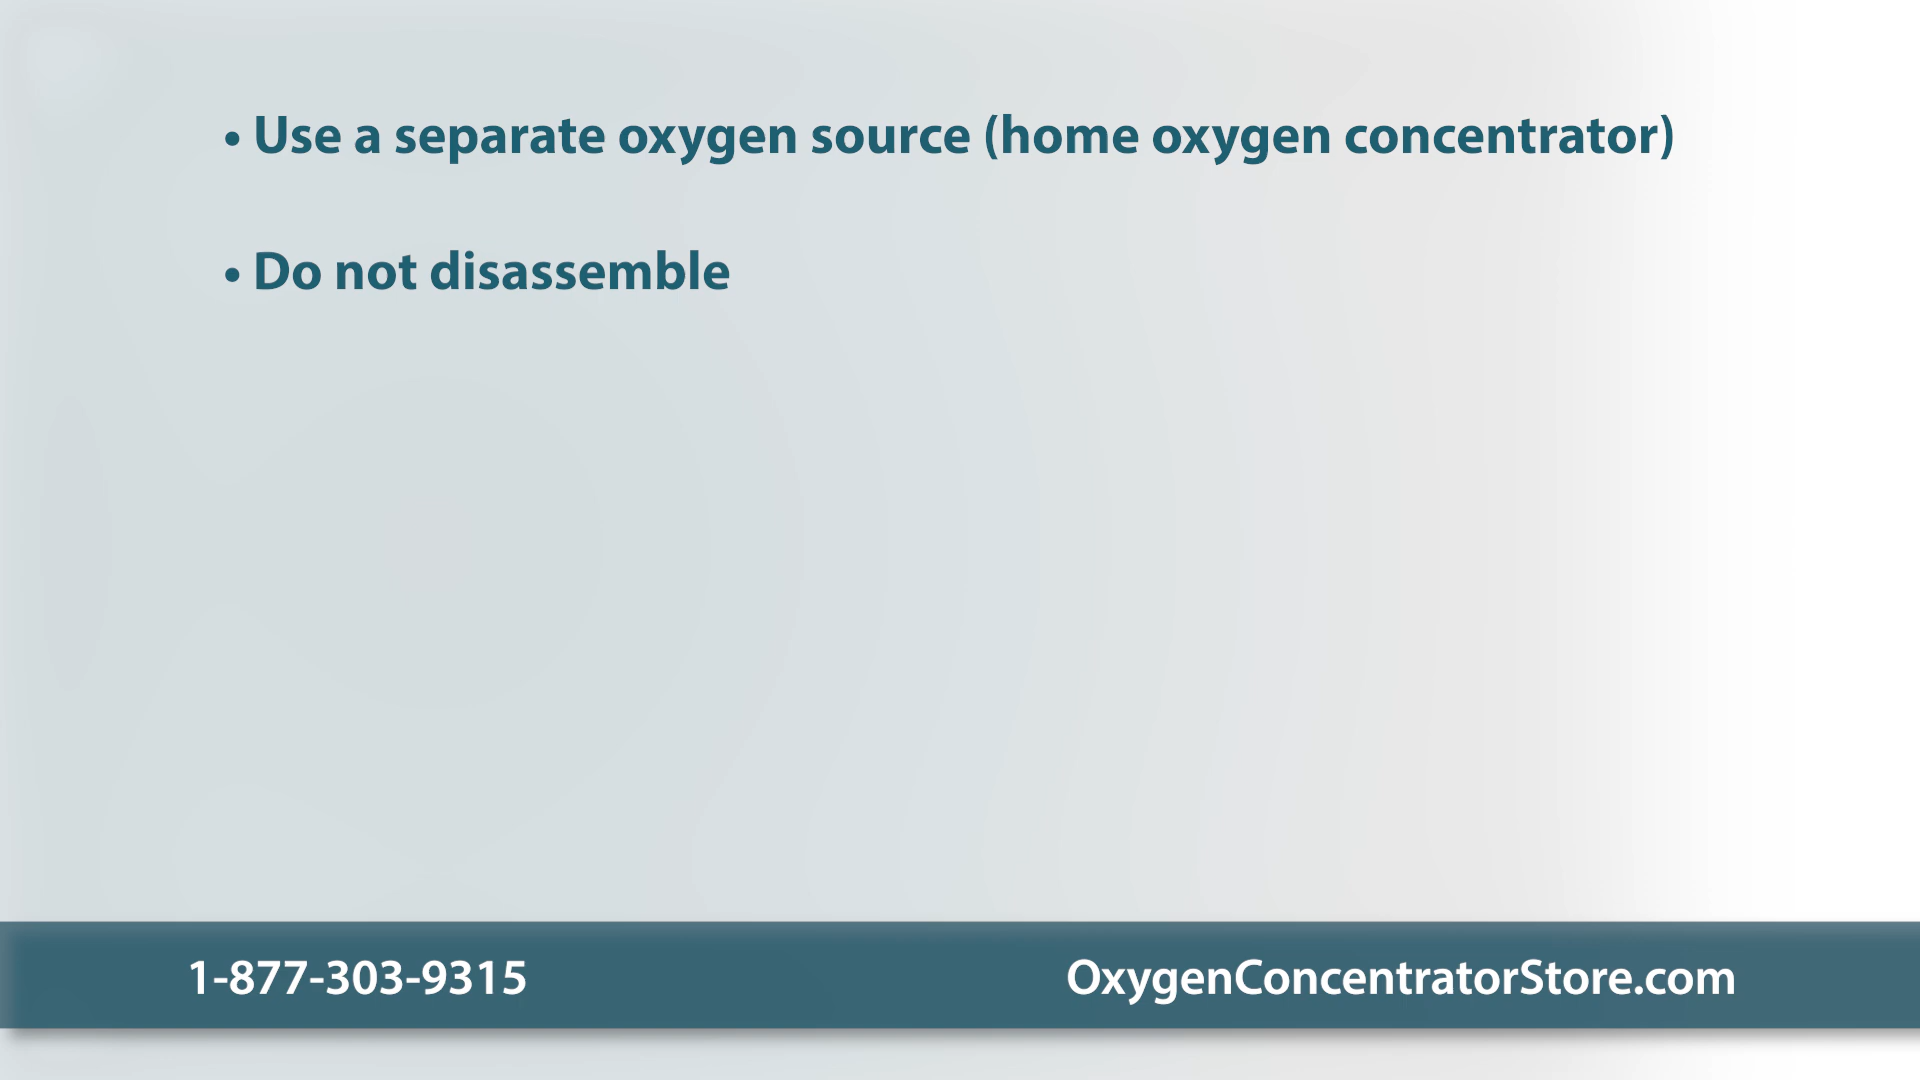 • Use a separate oxygen source (home oxygen concentrator)
• Do not disassemble
1-877-303-9315
OxygenConcentratorStore.com